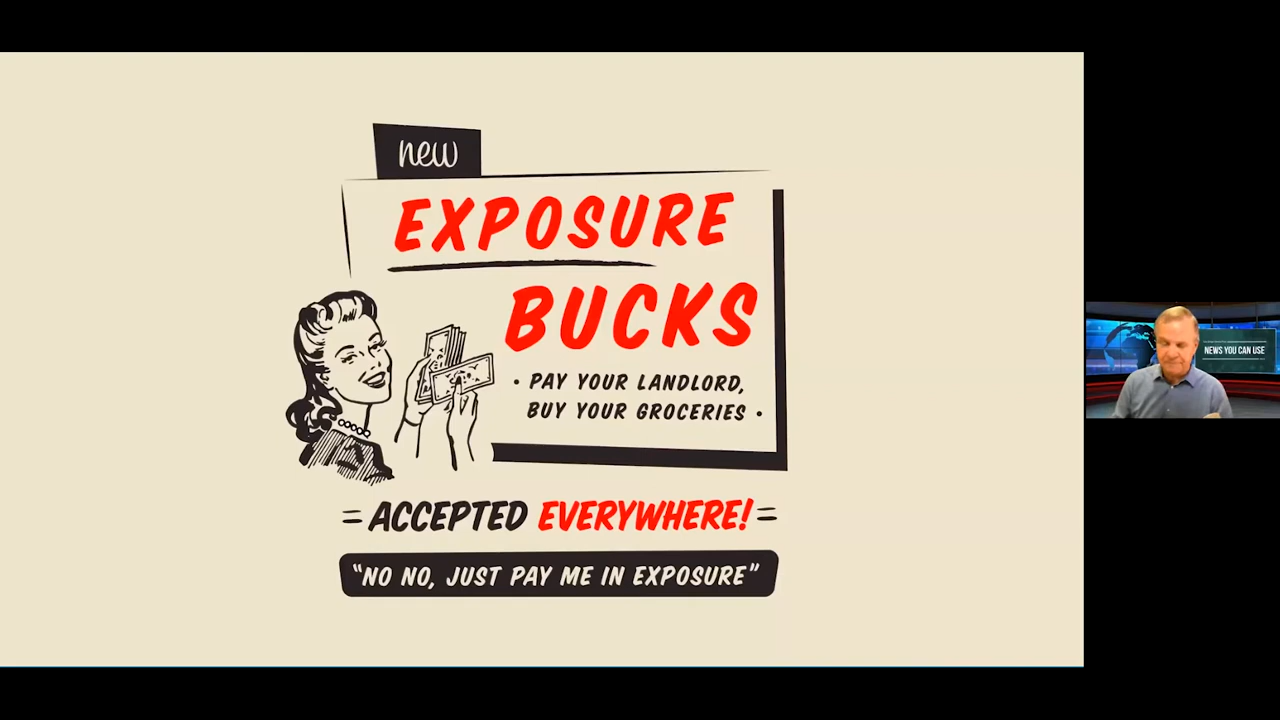 new
EXPOSURE
BUCKS
• PAY YOUR LANDLORD,
BUY YOUR GROCERIES •
=ACCEPTED EVERYWHERE!=
“NO NO, JUST PAY ME IN EXPOSURE”
NEWS YOU CAN USE